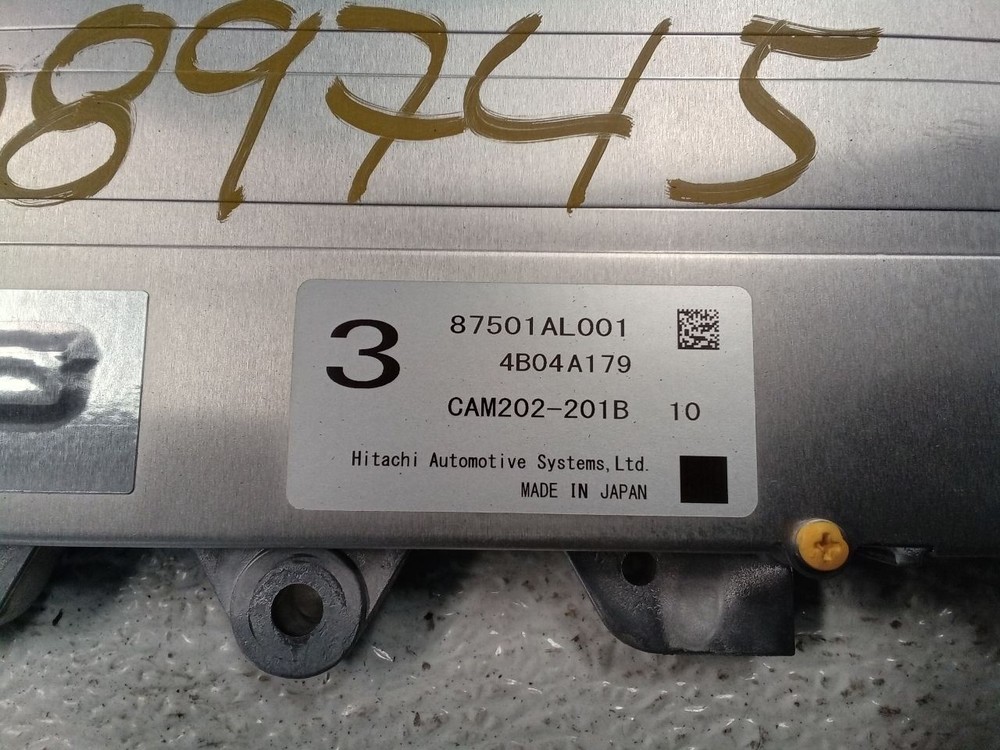 89745
3
87501AL001
4B04A179
CAM202-201B 10
Hitachi Automotive Systems,Ltd.
MADE IN JAPAN